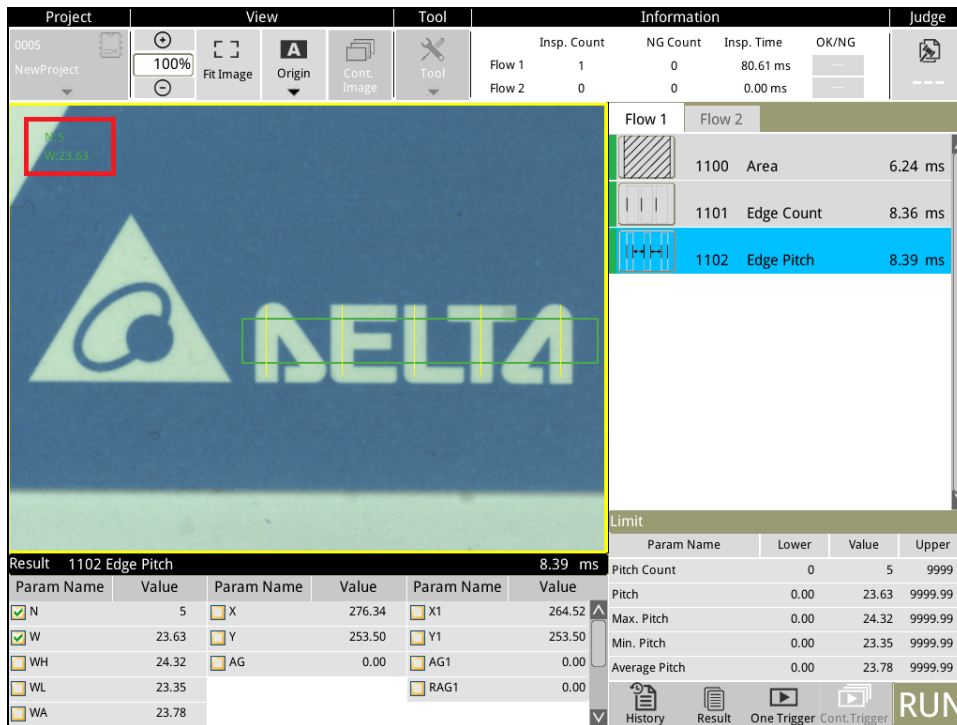 Project View Tool Information Judge
0005
NewProject
100%
Fit Image
A
Origin
Cont.
Image
Tool
Insp. Count NG Count Insp. Time OK/NG
Flow 1 1 0 80.61 ms ---
Flow 2 0 0 0.00 ms ---
---
N:5
W:23.63
DELTA
Flow 1 Flow 2
1100 Area 6.24 ms
1101 Edge Count 8.36 ms
1102 Edge Pitch 8.39 ms
Result 1102 Edge Pitch 8.39 ms
Param Name Value Param Name Value Param Name Value
N 5 X 276.34 X1 264.52
W 23.63 Y 253.50 Y1 253.50
WH 24.32 AG 0.00 AG1 0.00
WL 23.35 RAG1 0.00
WA 23.78
Limit
Param Name Lower Value Upper
Pitch Count 0 5 9999
Pitch 0.00 23.63 9999.99
Max. Pitch 0.00 24.32 9999.99
Min. Pitch 0.00 23.35 9999.99
Average Pitch 0.00 23.78 9999.99
History Result One Trigger Cont.Trigger RUN